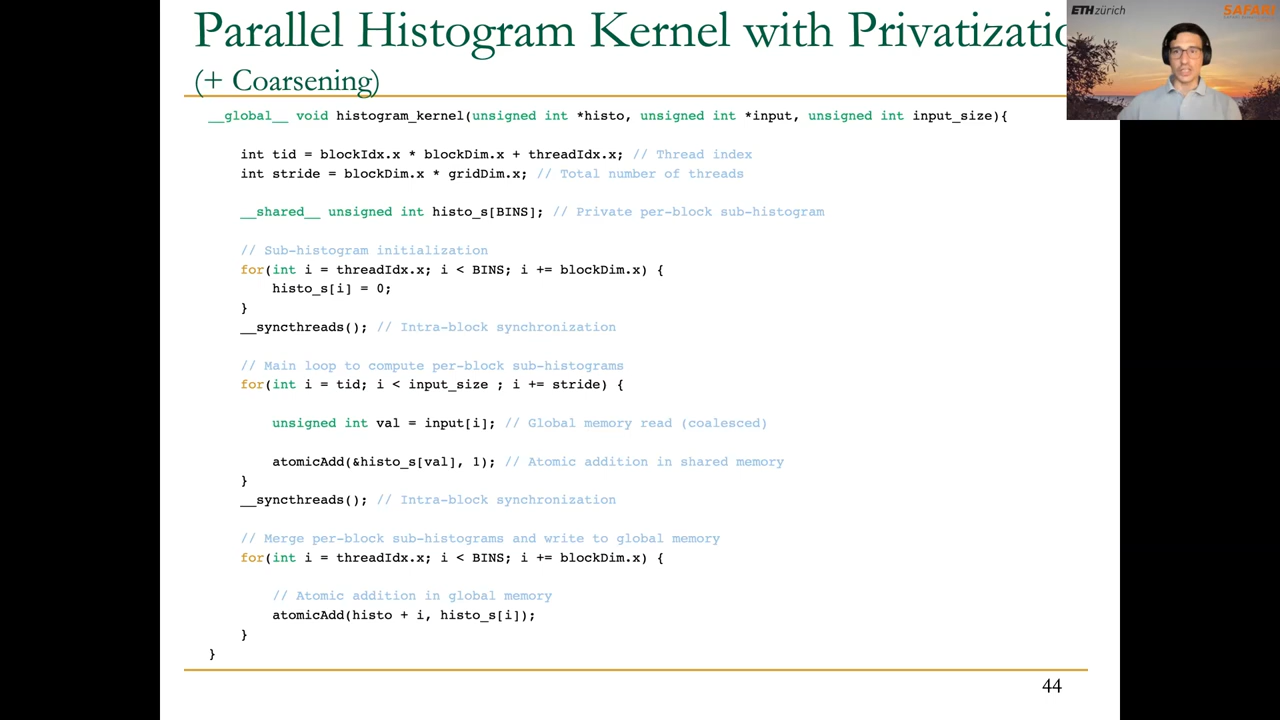 Parallel Histogram Kernel with Privatizatio
(+ Coarsening)
ETH zürich
SAFARI
__global__ void histogram_kernel(unsigned int *histo, unsigned int *input, unsigned int input_size){
int tid = blockIdx.x * blockDim.x + threadIdx.x; // Thread index
int stride = blockDim.x * gridDim.x; // Total number of threads
__shared__ unsigned int histo_s[BINS]; // Private per-block sub-histogram
// Sub-histogram initialization
for(int i = threadIdx.x; i < BINS; i += blockDim.x) {
histo_s[i] = 0;
}
__syncthreads(); // Intra-block synchronization
// Main loop to compute per-block sub-histograms
for(int i = tid; i < input_size ; i += stride) {
unsigned int val = input[i]; // Global memory read (coalesced)
atomicAdd(&histo_s[val], 1); // Atomic addition in shared memory
}
__syncthreads(); // Intra-block synchronization
// Merge per-block sub-histograms and write to global memory
for(int i = threadIdx.x; i < BINS; i += blockDim.x) {
// Atomic addition in global memory
atomicAdd(histo + i, histo_s[i]);
}
}
44